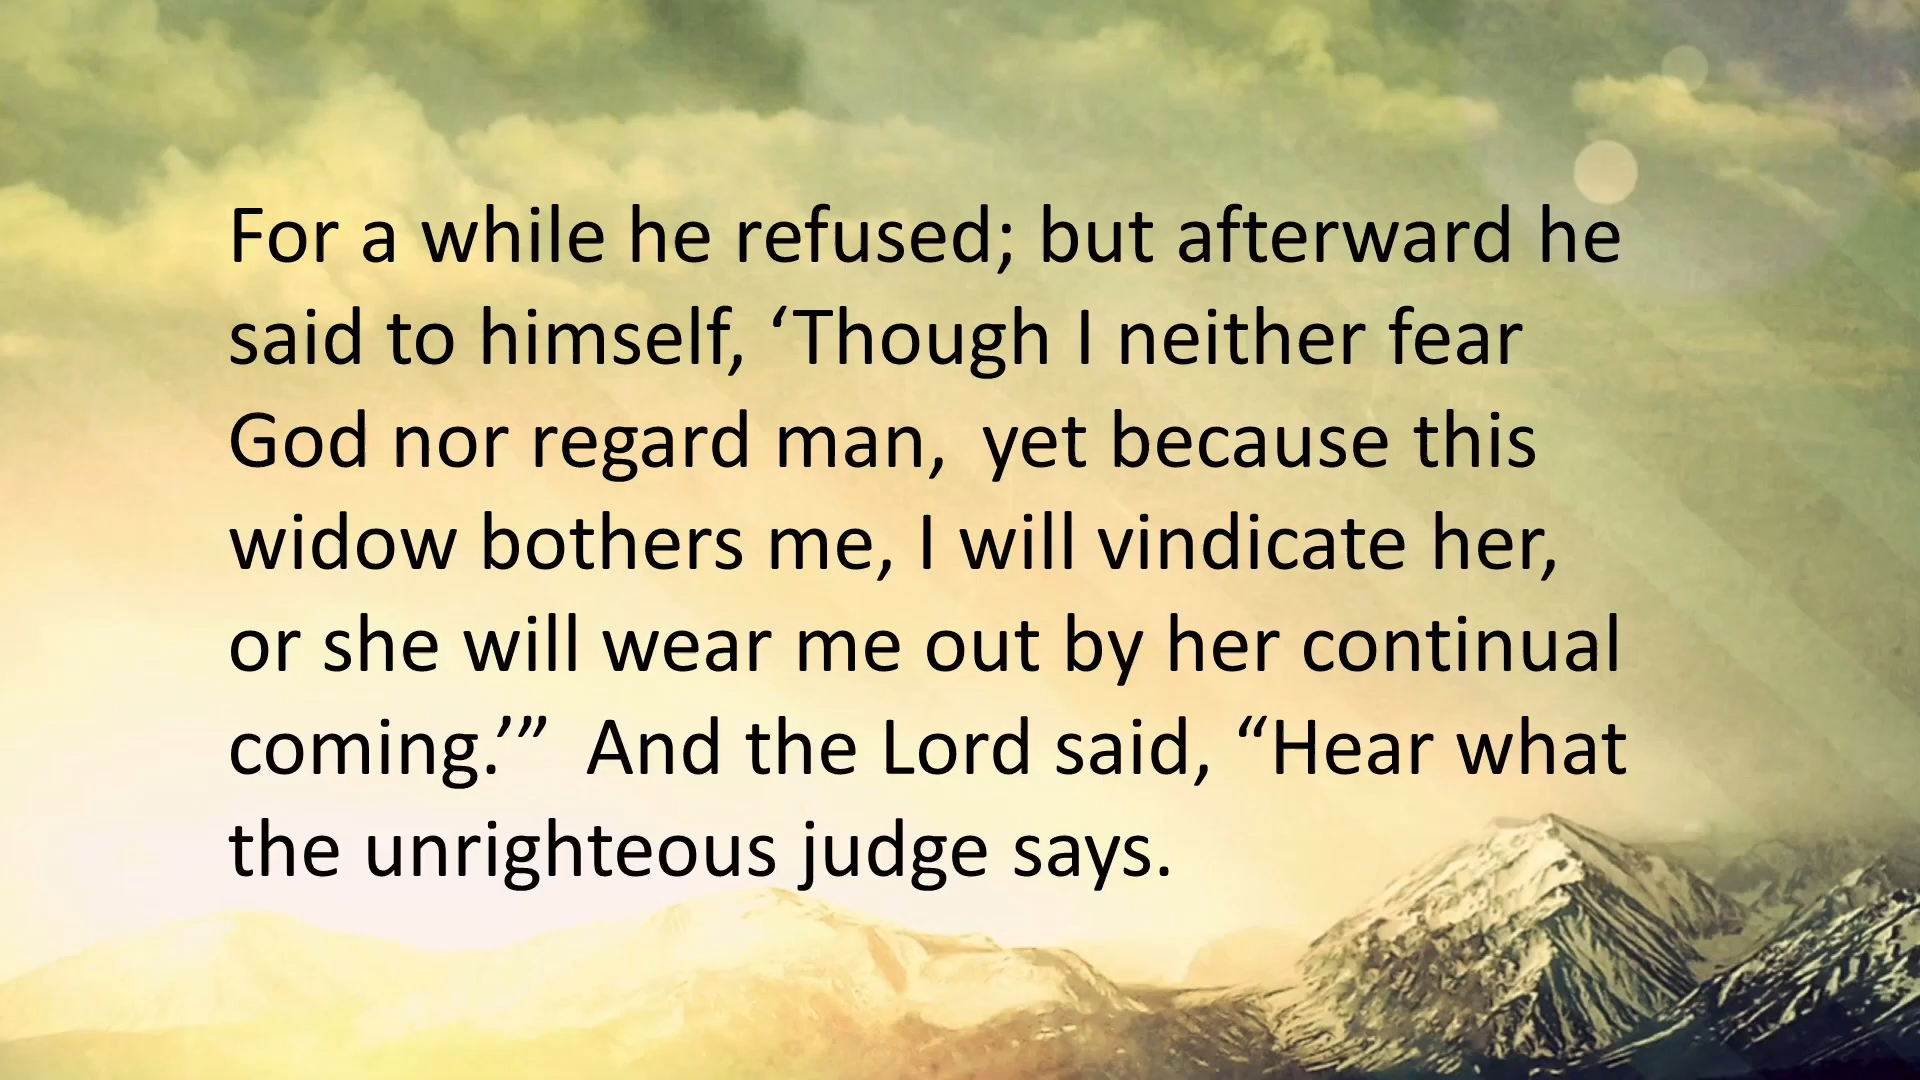 For a while he refused; but afterward he
said to himself, ‘Though I neither fear
God nor regard man,  yet because this
widow bothers me, I will vindicate her,
or she will wear me out by her continual
coming.’”  And the Lord said, “Hear what
the unrighteous judge says.